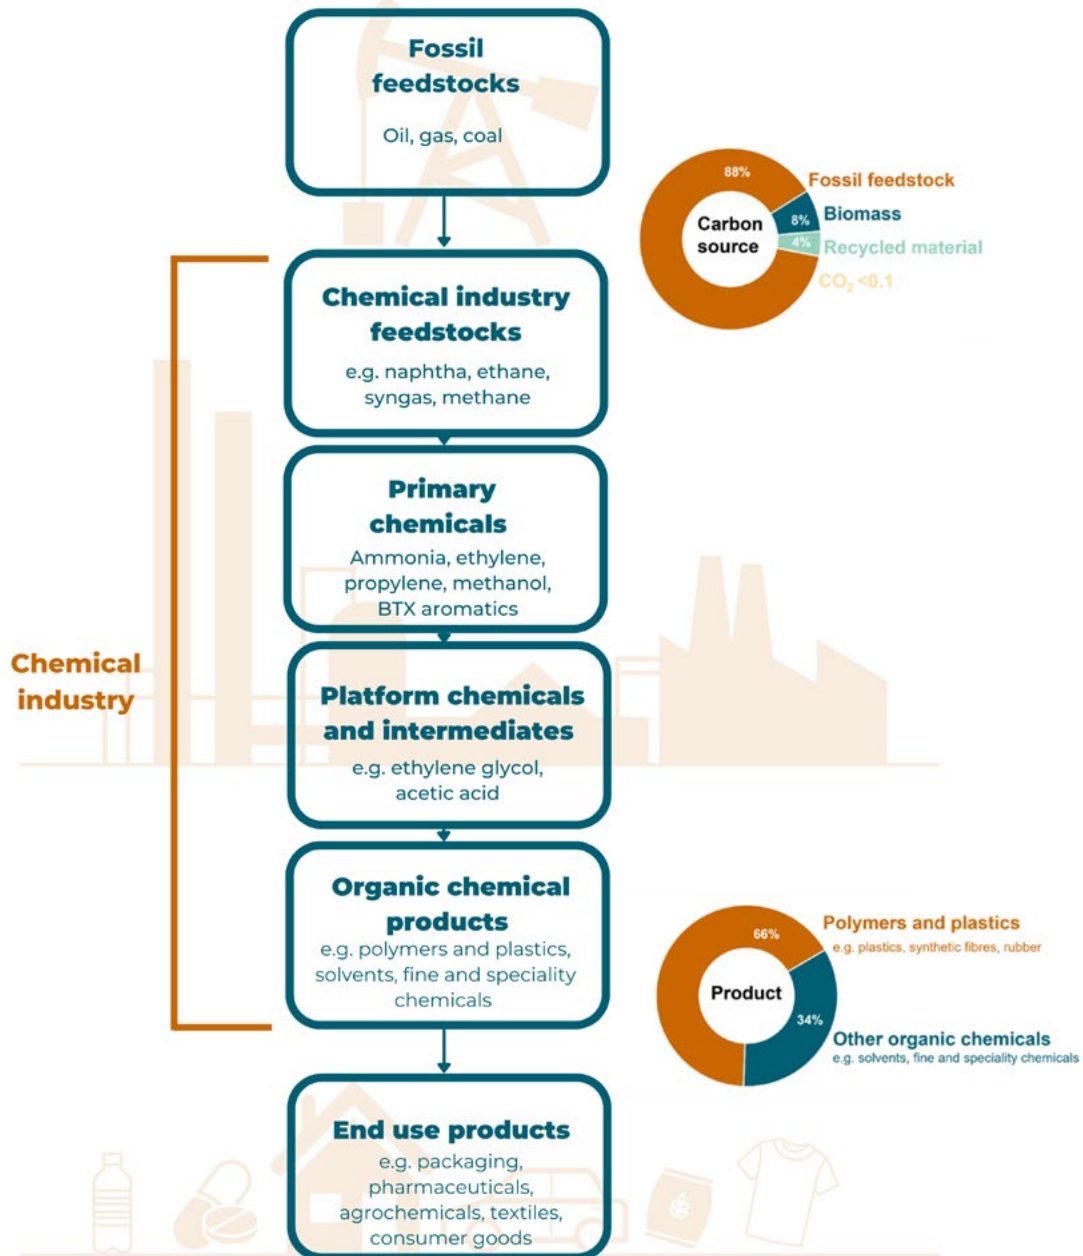 Fossil
feedstocks
Oil, gas, coal
88%
Fossil feedstock
Carbon
source
8%
Biomass
4%
Recycled material
CO₂ <0.1
Chemical industry
feedstocks
e.g. naphtha, ethane,
syngas, methane
Primary
chemicals
Ammonia, ethylene,
propylene, methanol,
BTX aromatics
Chemical
industry
Platform chemicals
and intermediates
e.g. ethylene glycol,
acetic acid
Organic chemical
products
e.g. polymers and plastics,
solvents, fine and speciality
chemicals
66%
Polymers and plastics
e.g. plastics, synthetic fibres, rubber
Product
34%
Other organic chemicals
e.g. solvents, fine and speciality chemicals
End use products
e.g. packaging,
pharmaceuticals,
agrochemicals, textiles,
consumer goods